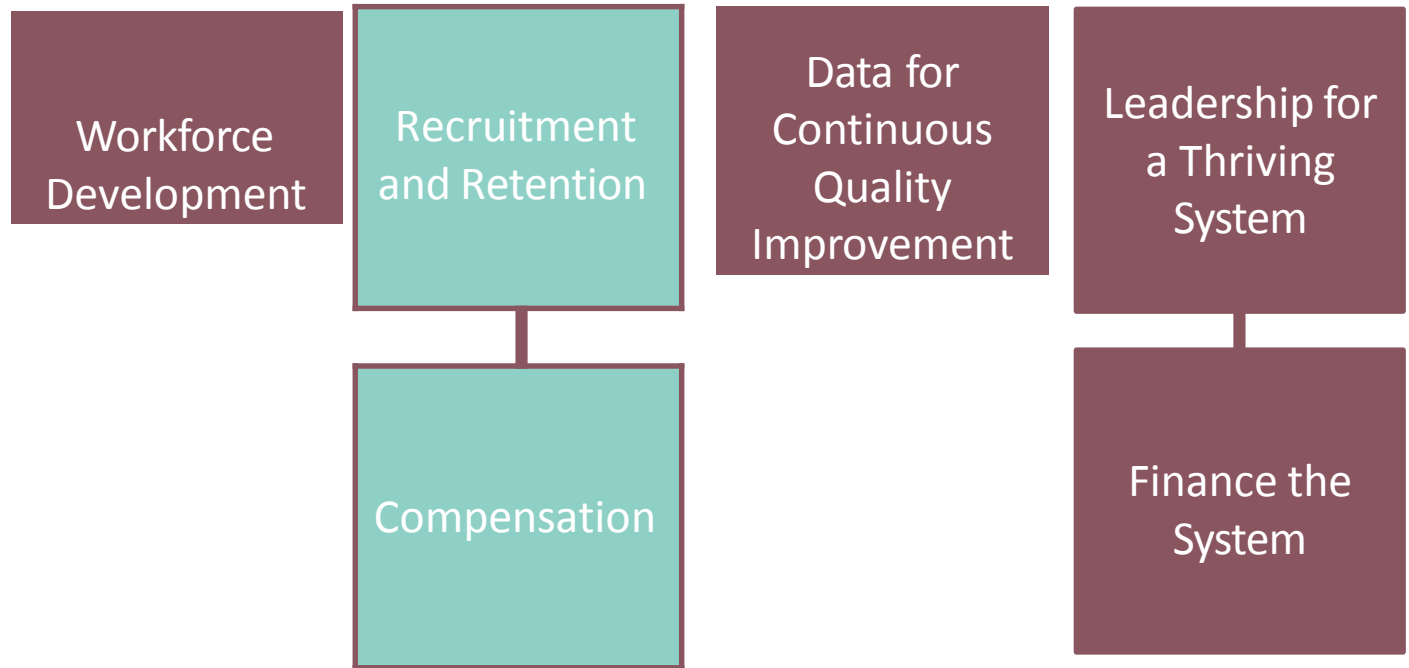 Workforce
Development
Recruitment
and Retention
Data for
Continuous
Quality
Improvement
Leadership for
a Thriving
System
Compensation
Finance the
System